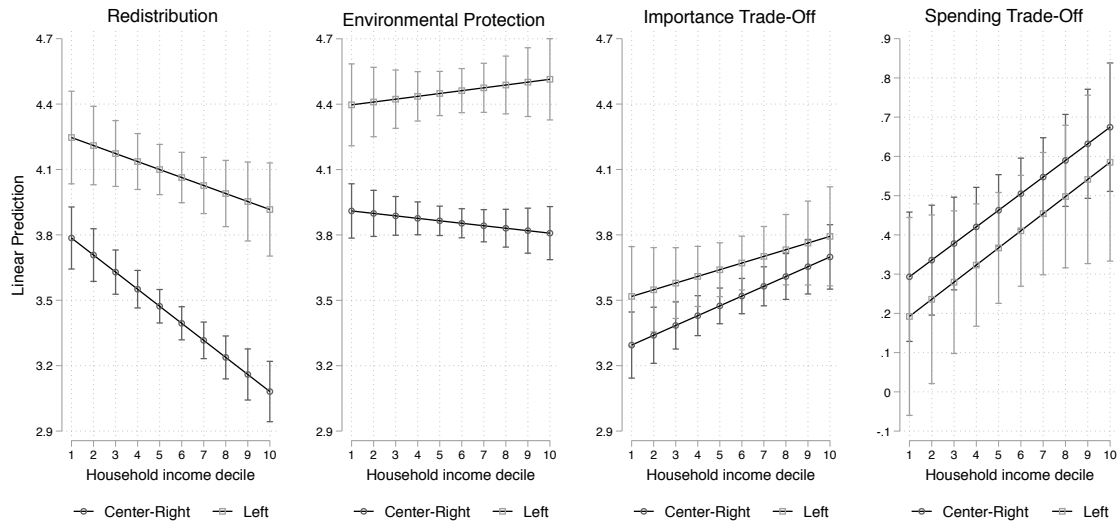 Redistribution
Environmental Protection
Importance Trade-Off
Spending Trade-Off
Linear Prediction
4.7
4.4
4.1
3.8
3.5
3.2
2.9
1 2 3 4 5 6 7 8 9 10
Household income decile
Center-Right Left
4.7
4.4
4.1
3.8
3.5
3.2
2.9
1 2 3 4 5 6 7 8 9 10
Household income decile
Center-Right Left
4.7
4.4
4.1
3.8
3.5
3.2
2.9
1 2 3 4 5 6 7 8 9 10
Household income decile
Center-Right Left
.9
.8
.7
.6
.5
.4
.3
.2
.1
0
-.1
1 2 3 4 5 6 7 8 9 10
Household income decile
Center-Right Left